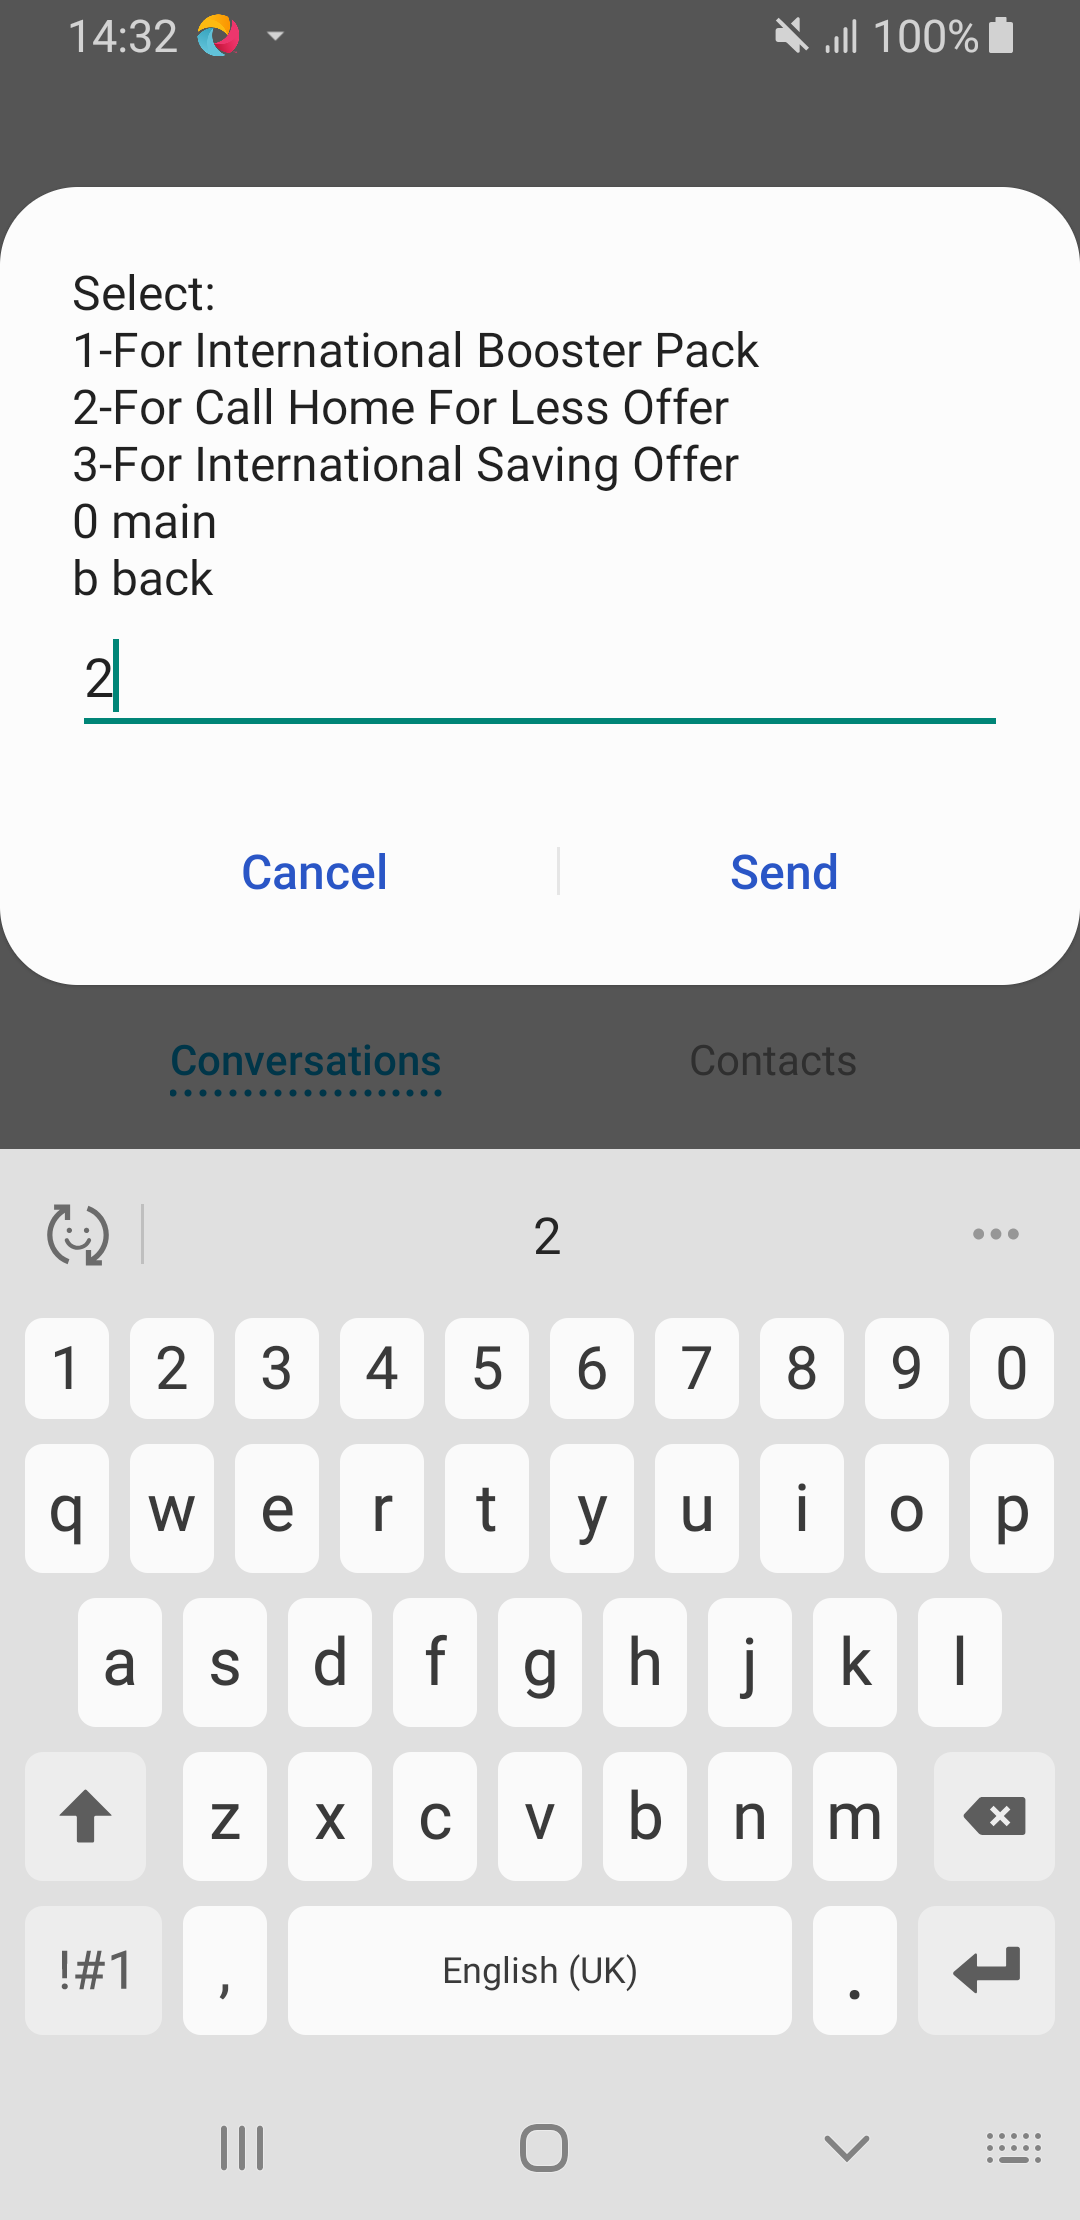 14:32
100%
Select:
1-For International Booster Pack
2-For Call Home For Less Offer
3-For International Saving Offer
0 main
b back
2
Cancel
Send
Conversations
Contacts
2
1 2 3 4 5 6 7 8 9 0
q w e r t y u i o p
a s d f g h j k l
z x c v b n m
!#1 , English (UK) .